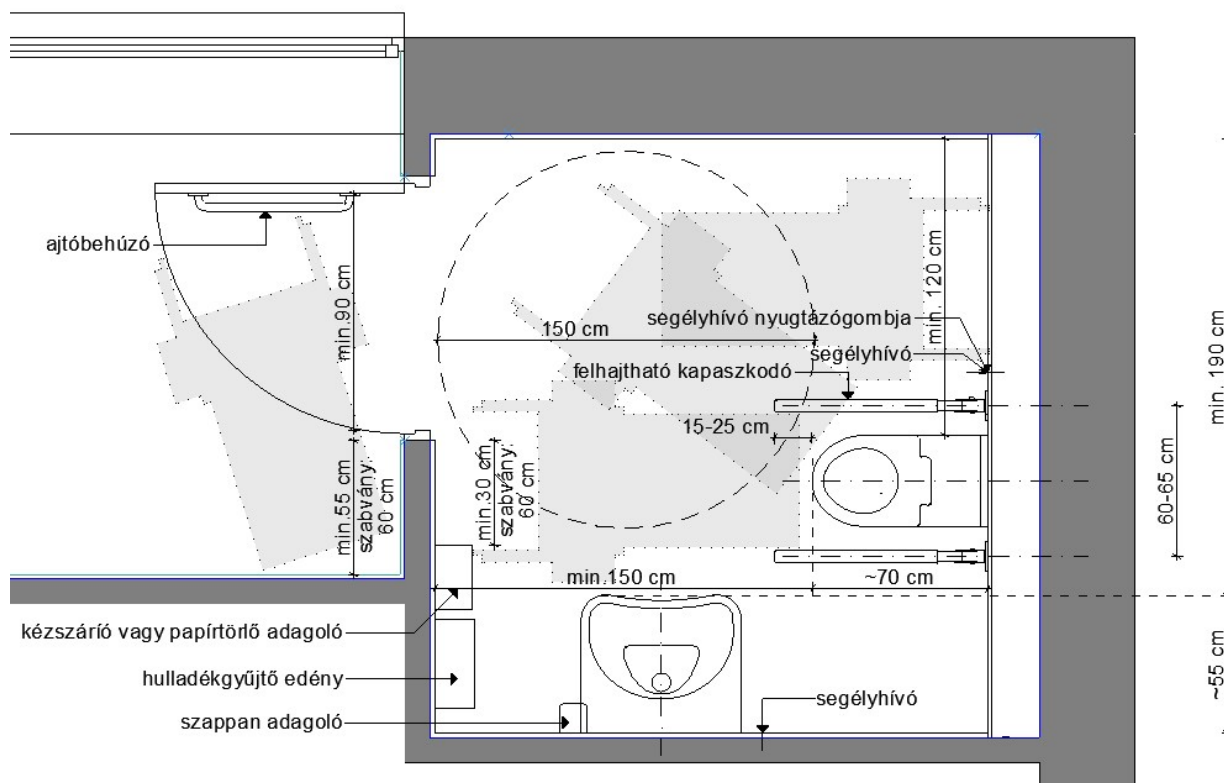 ajtóbehúzó
min.90 cm
150 cm
min. 120 cm
segélyhívó nyugtázógombja
segélyhívó
felhajtható kapaszkodó
15-25 cm
min.190 cm
60-65 cm
min.55 cm
szabvány:
60 cm
min.30 cm
szabvány:
60 cm
min.150 cm
~70 cm
kézszáríó vagy papírtörlő adagoló
hulladékgyűjtő edény
szappan adagoló
segélyhívó
~55 cm